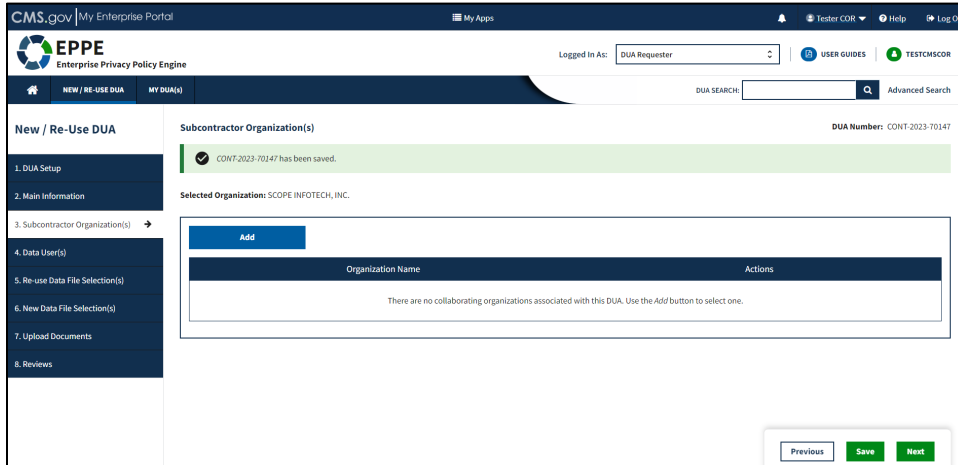 CMS.gov My Enterprise Portal
My Apps
Tester COR
Help
Log O
EPPE
Enterprise Privacy Policy Engine
Logged In As:
DUA Requester
USER GUIDES
TESTCMSCOR
NEW / RE-USE DUA
MY DUA(s)
DUA SEARCH:
Advanced Search
New / Re-Use DUA
1. DUA Setup
2. Main Information
3. Subcontractor Organization(s)
4. Data User(s)
5. Re-use Data File Selection(s)
6. New Data File Selection(s)
7. Upload Documents
8. Reviews
Subcontractor Organization(s)
DUA Number: CONT-2023-70147
CONT-2023-70147 has been saved.
Selected Organization: SCOPE INFOTECH, INC.
Add
Organization Name
Actions
There are no collaborating organizations associated with this DUA. Use the Add button to select one.
Previous
Save
Next